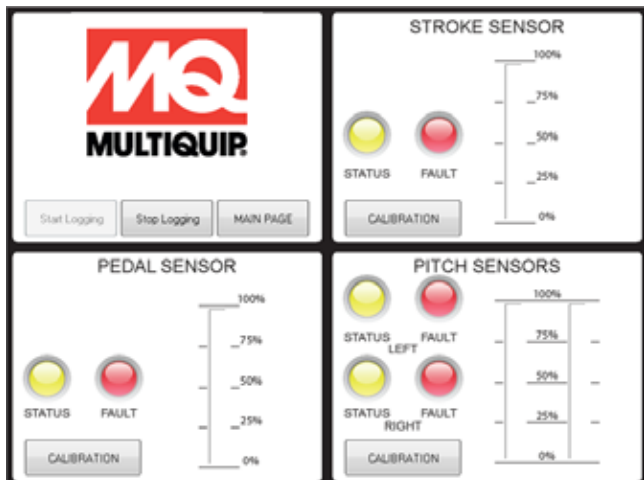 MQ
MULTIQUIP
Start Logging
Stop Logging
MAIN PAGE
STROKE SENSOR
100%
75%
50%
25%
0%
STATUS
FAULT
CALIBRATION
PEDAL SENSOR
100%
75%
50%
25%
0%
STATUS
FAULT
CALIBRATION
PITCH SENSORS
STATUS
FAULT
LEFT
STATUS
FAULT
RIGHT
100%
75%
50%
25%
0%
CALIBRATION